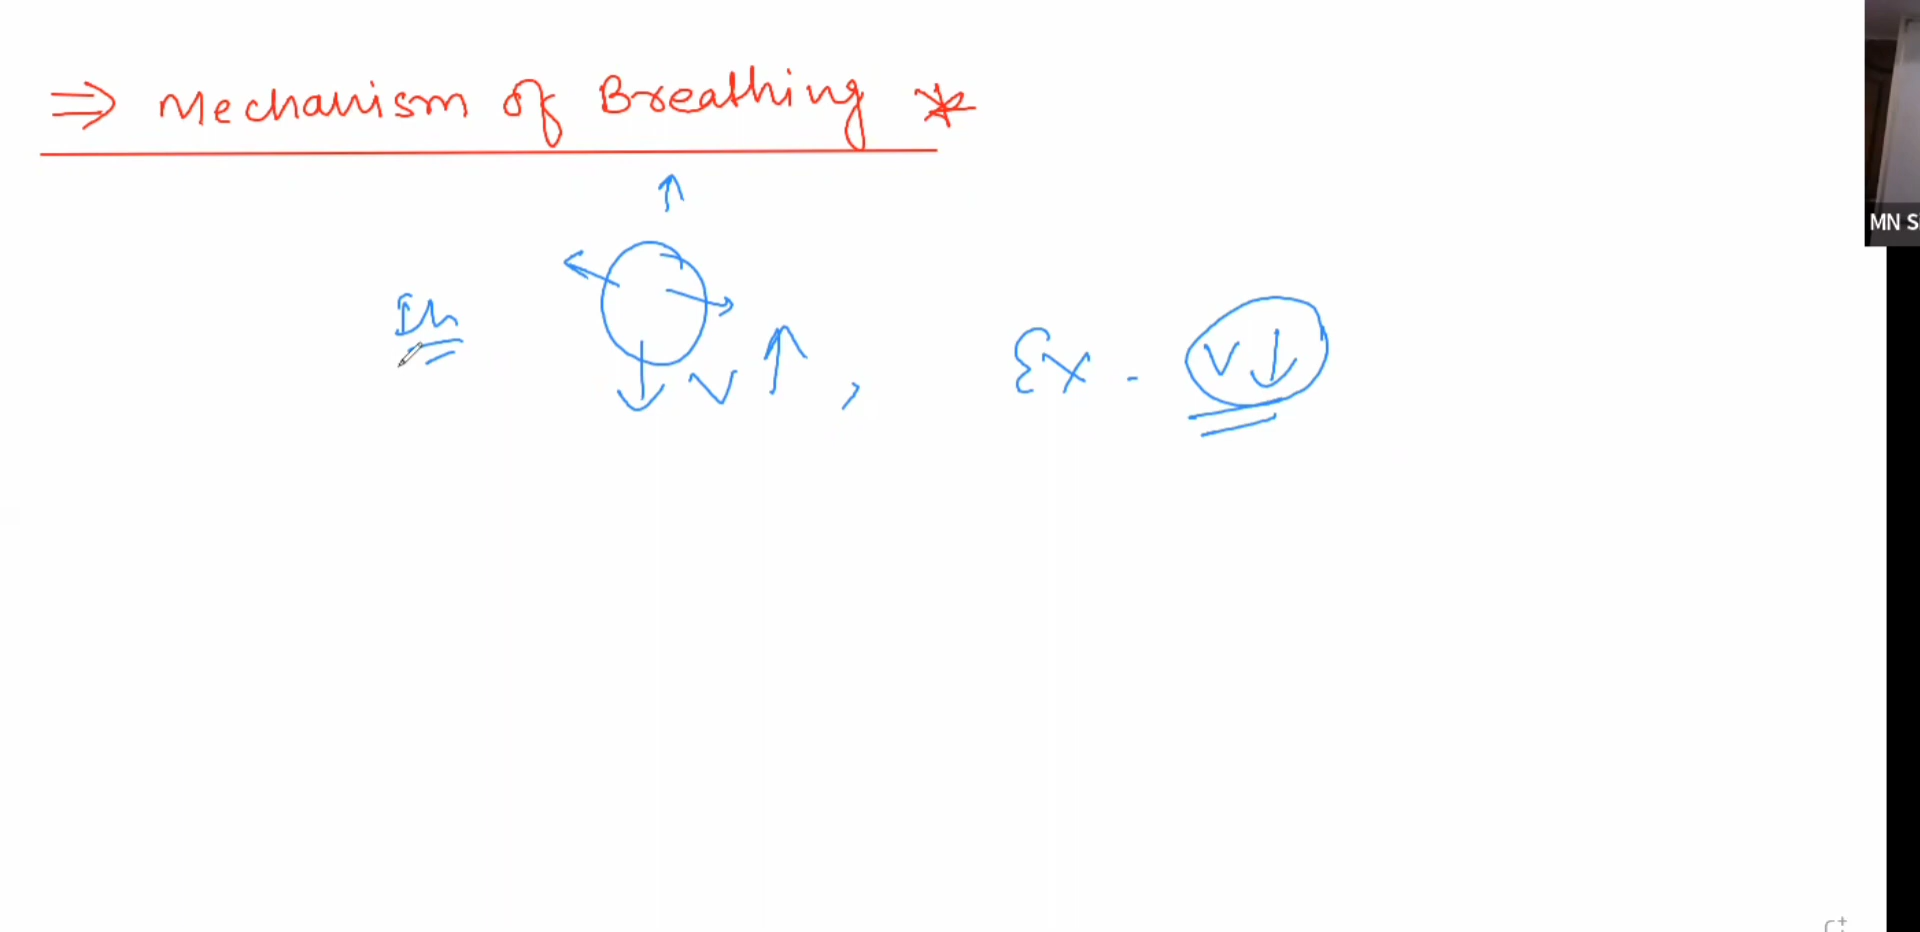 ⇒ Mechanism of Breathing *
In V ↑ , Ex - V ↓
MN S